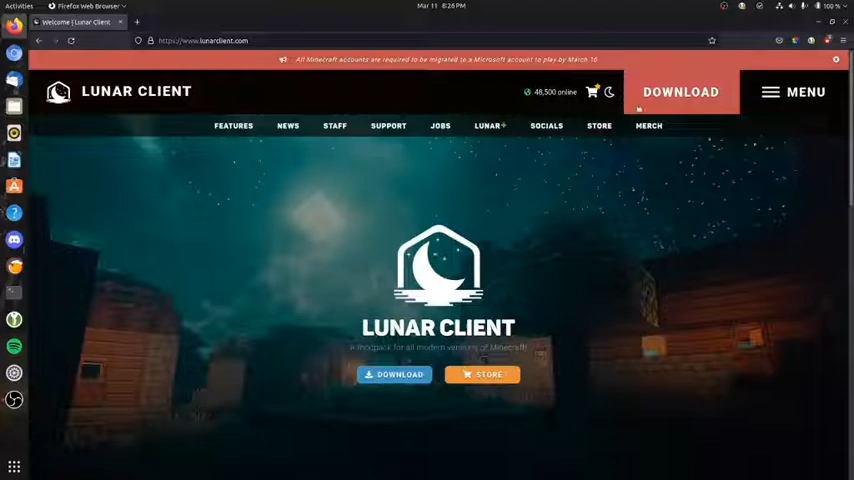 Activities
Firefox Web Browser
Mar 11 8:26 PM
100 %
Welcome | Lunar Client
https://www.lunarclient.com
All Minecraft accounts are required to be migrated to a Microsoft account to play by March 10
LUNAR CLIENT
48,500 online
DOWNLOAD
MENU
FEATURES NEWS STAFF SUPPORT JOBS LUNAR+ SOCIALS STORE MERCH
LUNAR CLIENT
A modpack for all modern versions of Minecraft!
DOWNLOAD
STORE